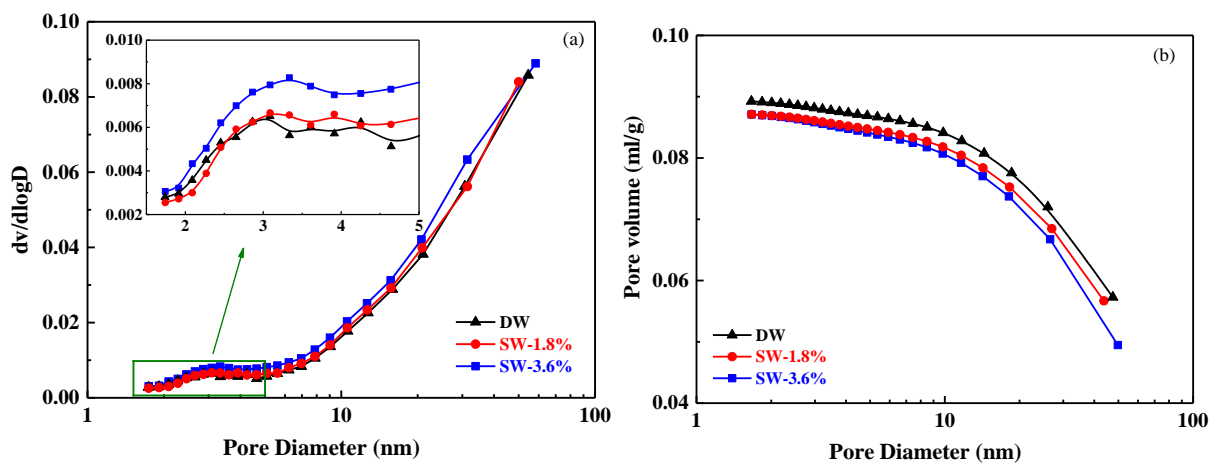 (a)
dv/dlogD
0.10
0.08
0.06
0.04
0.02
0.00
0.010
0.008
0.006
0.004
0.002
2 3 4 5
DW
SW-1.8%
SW-3.6%
1 10 100
Pore Diameter (nm)
(b)
Pore volume (ml/g)
0.10
0.08
0.06
0.04
DW
SW-1.8%
SW-3.6%
1 10 100
Pore Diameter (nm)